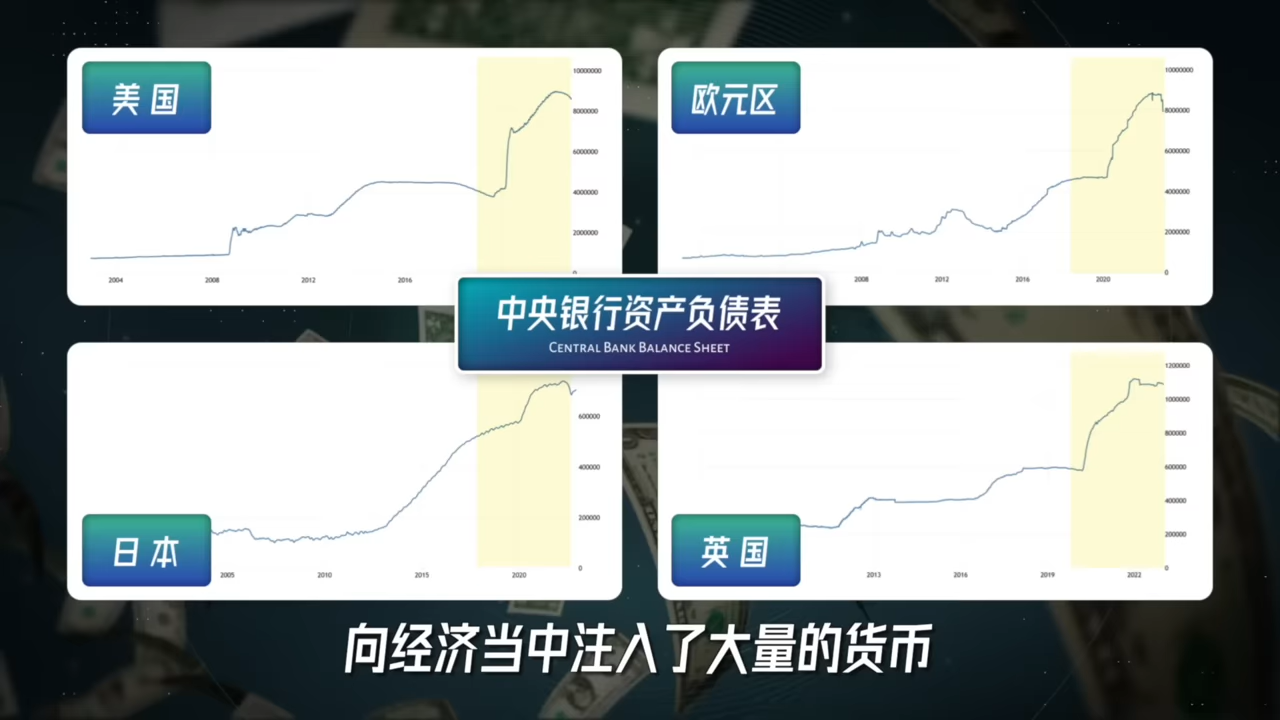 美国
10000000
8000000
6000000
4000000
2000000
0
2004 2008 2012 2016
欧元区
10000000
8000000
6000000
4000000
2000000
0
2008 2012 2016 2020
中央银行资产负债表
CENTRAL BANK BALANCE SHEET
日本
600000
400000
200000
0
2005 2010 2015 2020
英国
1200000
1000000
800000
600000
400000
200000
0
2013 2016 2019 2022
向经济当中注入了大量的货币